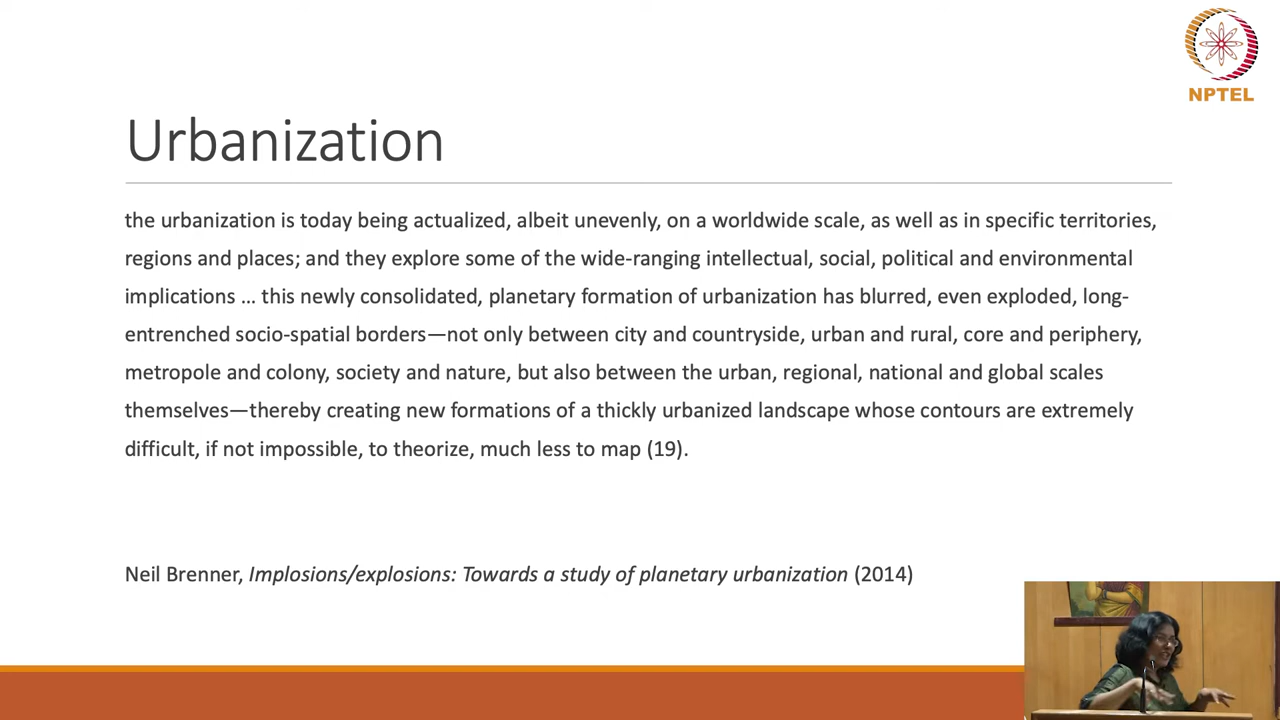 NPTEL
Urbanization
the urbanization is today being actualized, albeit unevenly, on a worldwide scale, as well as in specific territories,
regions and places; and they explore some of the wide-ranging intellectual, social, political and environmental
implications … this newly consolidated, planetary formation of urbanization has blurred, even exploded, long-
entrenched socio-spatial borders—not only between city and countryside, urban and rural, core and periphery,
metropole and colony, society and nature, but also between the urban, regional, national and global scales
themselves—thereby creating new formations of a thickly urbanized landscape whose contours are extremely
difficult, if not impossible, to theorize, much less to map (19).
Neil Brenner, Implosions/explosions: Towards a study of planetary urbanization (2014)